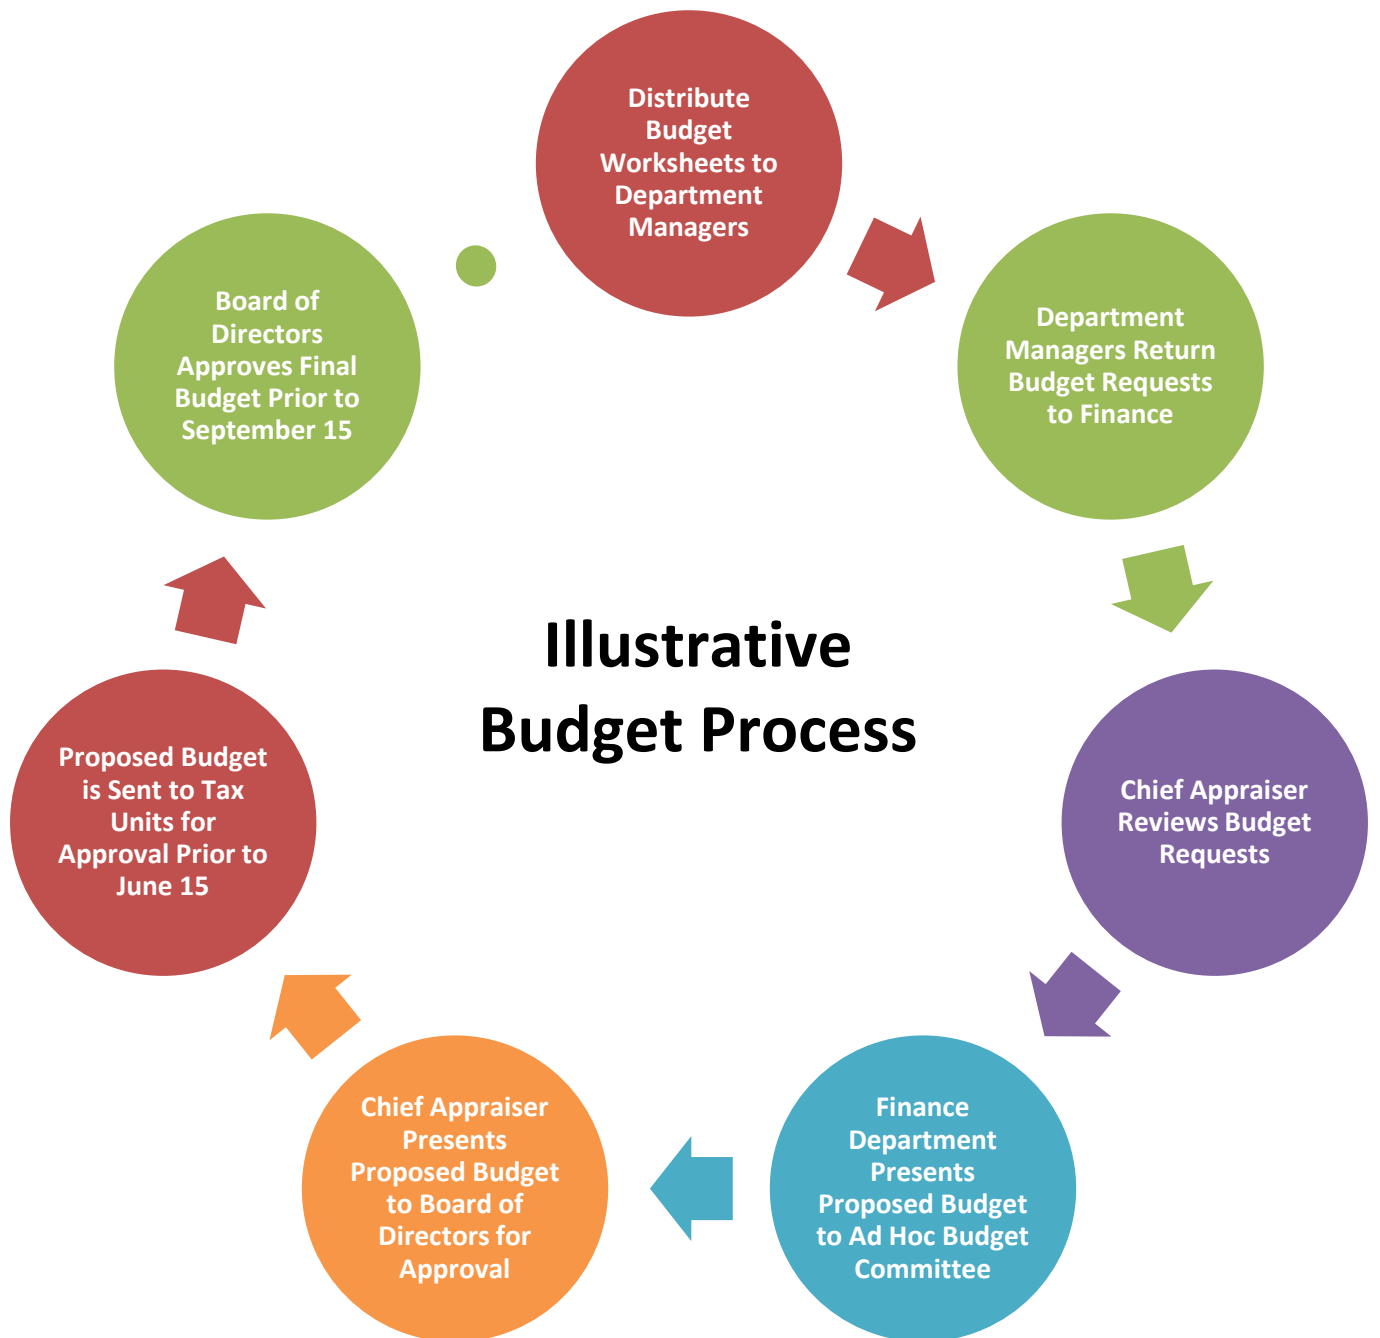 Distribute
Budget
Worksheets to
Department
Managers
Department
Managers Return
Budget Requests
to Finance
Chief Appraiser
Reviews Budget
Requests
Finance
Department
Presents
Proposed Budget
to Ad Hoc Budget
Committee
Chief Appraiser
Presents
Proposed Budget
to Board of
Directors for
Approval
Proposed Budget
is Sent to Tax
Units for
Approval Prior to
June 15
Board of
Directors
Approves Final
Budget Prior to
September 15
Illustrative
Budget Process